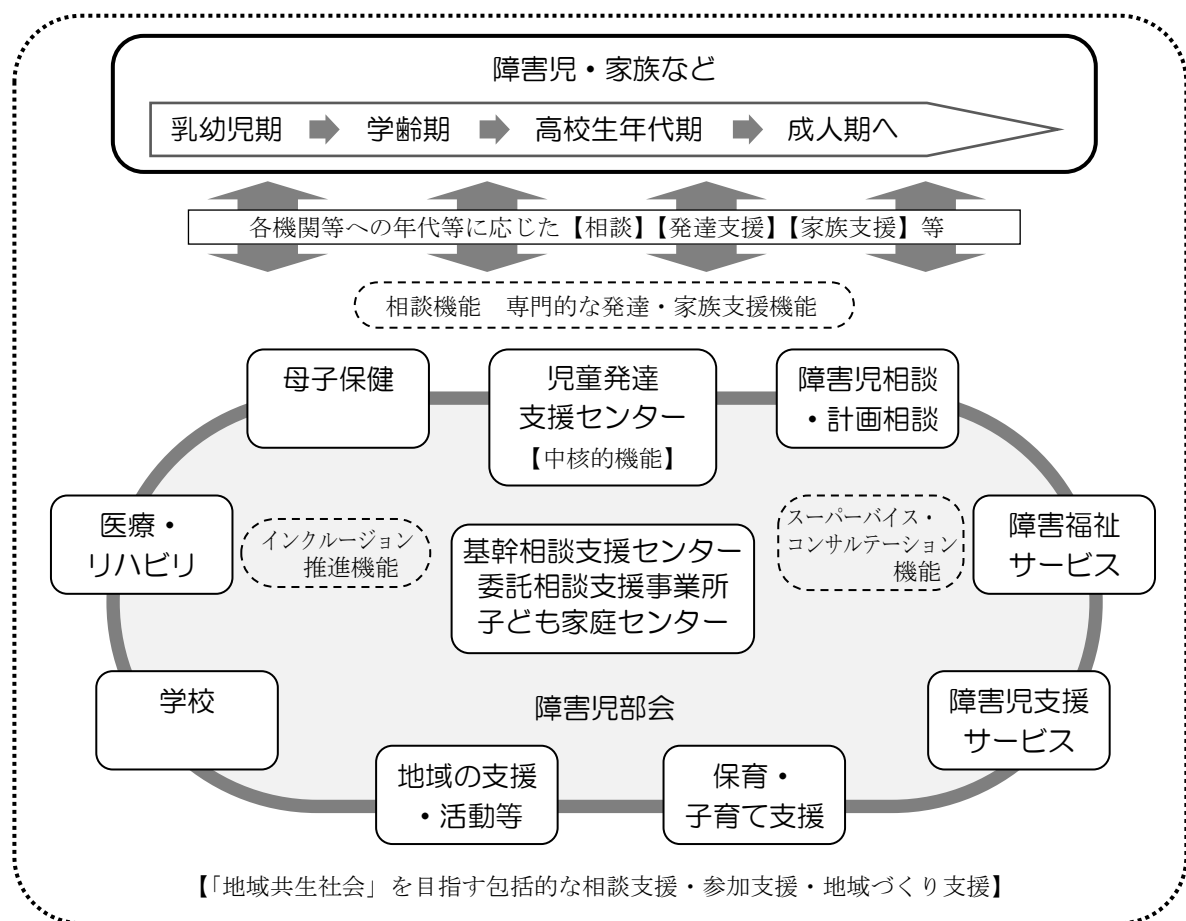 障害児・家族など
乳幼児期 学齢期 高校生年代期 成人期へ
各機関等への年代等に応じた【相談】【発達支援】【家族支援】等
相談機能 専門的な発達・家族支援機能
母子保健
児童発達
支援センター
【中核的機能】
障害児相談
・計画相談
医療・
リハビリ
インクルージョン
推進機能
基幹相談支援センター
委託相談支援事業所
子ども家庭センター
スーパーバイス・
コンサルテーション
機能
障害福祉
サービス
学校
障害児部会
障害児支援
サービス
地域の支援
・活動等
保育・
子育て支援
【「地域共生社会」を目指す包括的な相談支援・参加支援・地域づくり支援】